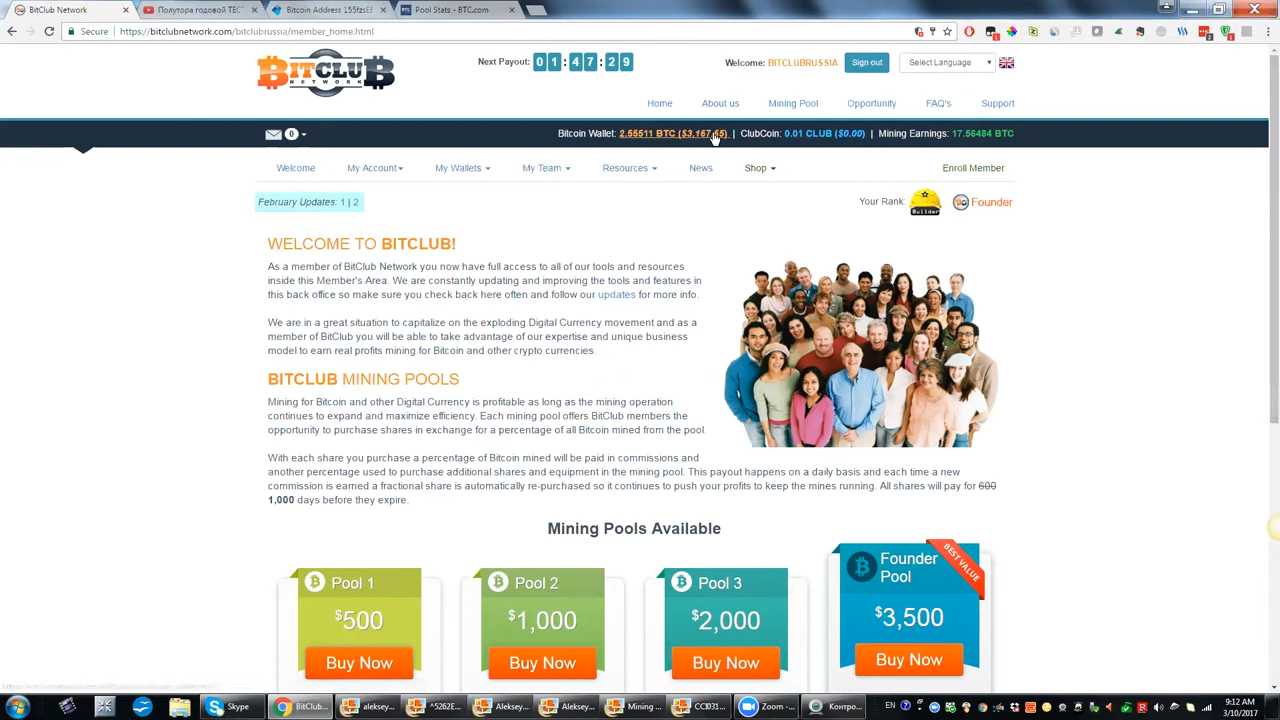 BitClub Network
Полутора годовой ТЕС
Bitcoin Address 155fzsE
Pool Stats - BTC.com
Secure
https://bitclubnetwork.com/bitclubrussia/member_home.html
BITCLUB
NETWORK
Next Payout: 01:47:29
Welcome: BITCLUBRUSSIA
Sign out
Select Language
Home
About us
Mining Pool
Opportunity
FAQ's
Support
0
Bitcoin Wallet: 2.55511 BTC ($3,167.55) | ClubCoin: 0.01 CLUB ($0.00) | Mining Earnings: 17.56484 BTC
Welcome
My Account
My Wallets
My Team
Resources
News
Shop
Enroll Member
February Updates: 1 | 2
Your Rank:
Builder
Founder
WELCOME TO BITCLUB!
As a member of BitClub Network you now have full access to all of our tools and resources
inside this Member's Area. We are constantly updating and improving the tools and features in
this back office so make sure you check back here often and follow our updates for more info.
We are in a great situation to capitalize on the exploding Digital Currency movement and as a
member of BitClub you will be able to take advantage of our expertise and unique business
model to earn real profits mining for Bitcoin and other crypto currencies.
BITCLUB MINING POOLS
Mining for Bitcoin and other Digital Currency is profitable as long as the mining operation
continues to expand and maximize efficiency. Each mining pool offers BitClub members the
opportunity to purchase shares in exchange for a percentage of all Bitcoin mined from the pool.
With each share you purchase a percentage of Bitcoin mined will be paid in commissions and
another percentage used to purchase additional shares and equipment in the mining pool. This payout happens on a daily basis and each time a new
commission is earned a fractional share is automatically re-purchased so it continues to push your profits to keep the mines running. All shares will pay for 600
1,000 days before they expire.
Mining Pools Available
Pool 1
$500
Buy Now
Pool 2
$1,000
Buy Now
Pool 3
$2,000
Buy Now
Founder
Pool
BEST VALUE
$3,500
Buy Now
Skype
BitClub...
aleksey...
^5262E...
Aleksey...
Aleksey...
Mining ...
CCI031...
Zoom - ...
Контро...
EN
9:12 AM
3/10/2017